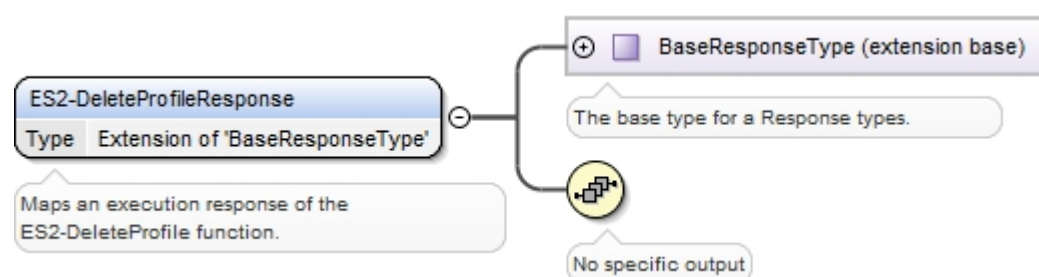 ES2-DeleteProfileResponse
Type Extension of 'BaseResponseType'
Maps an execution response of the
ES2-DeleteProfile function.
BaseResponseType (extension base)
The base type for a Response types.
No specific output